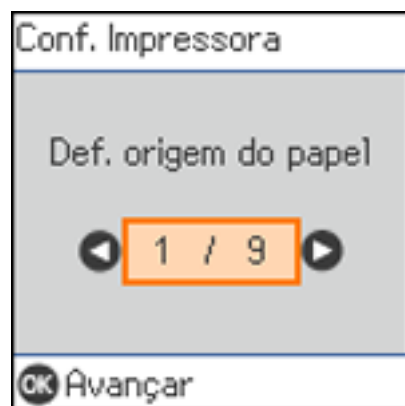 Conf. Impressora
Def. origem do papel
1 / 9
OK Avançar